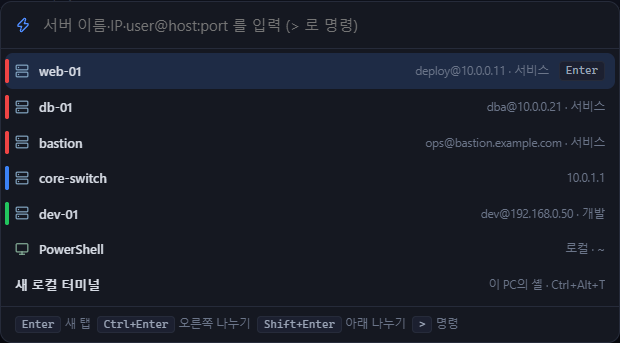 서버 이름·IP·user@host:port 를 입력 (> 로 명령)
web-01 deploy@10.0.0.11 · 서비스 Enter
db-01 dba@10.0.0.21 · 서비스
bastion ops@bastion.example.com · 서비스
core-switch 10.0.1.1
dev-01 dev@192.168.0.50 · 개발
PowerShell 로컬 · ~
새 로컬 터미널 이 PC의 셸 · Ctrl+Alt+T
Enter 새 탭 Ctrl+Enter 오른쪽 나누기 Shift+Enter 아래 나누기 > 명령